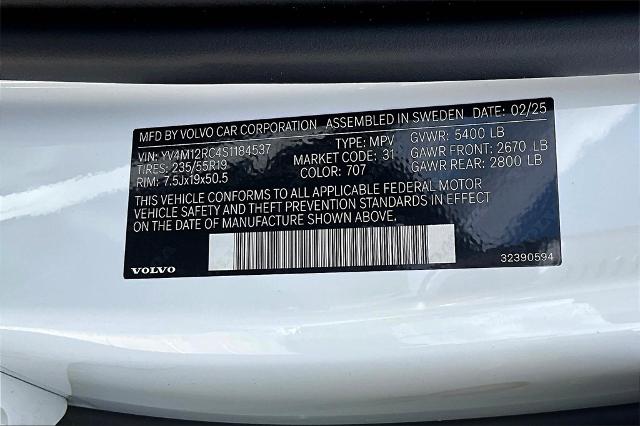 MFD BY VOLVO CAR CORPORATION ASSEMBLED IN SWEDEN DATE: 02/25
VIN: YV4M12RC4S1184537 TYPE: MPV GVWR: 5400 LB
TIRES: 235/55R19 MARKET CODE: 31 GAWR FRONT: 2670 LB
RIM: 7.5Jx19x50.5 COLOR: 707 GAWR REAR: 2800 LB
THIS VEHICLE CONFORMS TO ALL APPLICABLE FEDERAL MOTOR
VEHICLE SAFETY AND THEFT PREVENTION STANDARDS IN EFFECT
ON THE DATE OF MANUFACTURE SHOWN ABOVE.
VOLVO 32390594